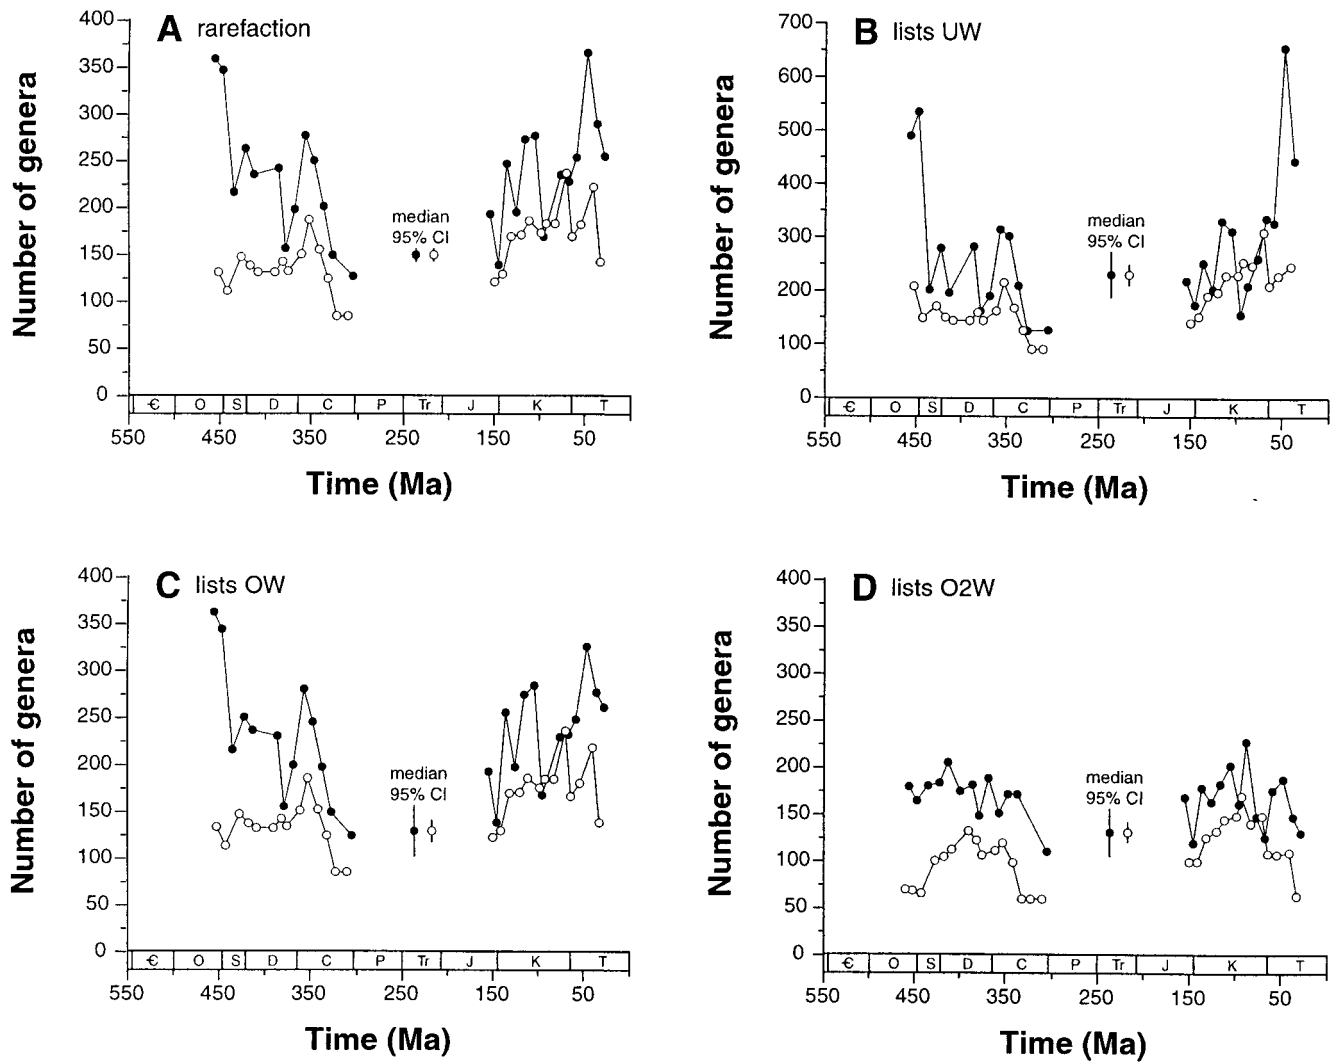 A rarefaction
400
350
300
250
200
150
100
50
0
Number of genera
median
95% CI
Є O S D C P Tr J K T
550 450 350 250 150 50
Time (Ma)
B lists UW
700
600
500
400
300
200
100
0
Number of genera
median
95% CI
Є O S D C P Tr J K T
550 450 350 250 150 50
Time (Ma)
C lists OW
400
350
300
250
200
150
100
50
0
Number of genera
median
95% CI
Є O S D C P Tr J K T
550 450 350 250 150 50
Time (Ma)
D lists O2W
400
350
300
250
200
150
100
50
0
Number of genera
median
95% CI
Є O S D C P Tr J K T
550 450 350 250 150 50
Time (Ma)